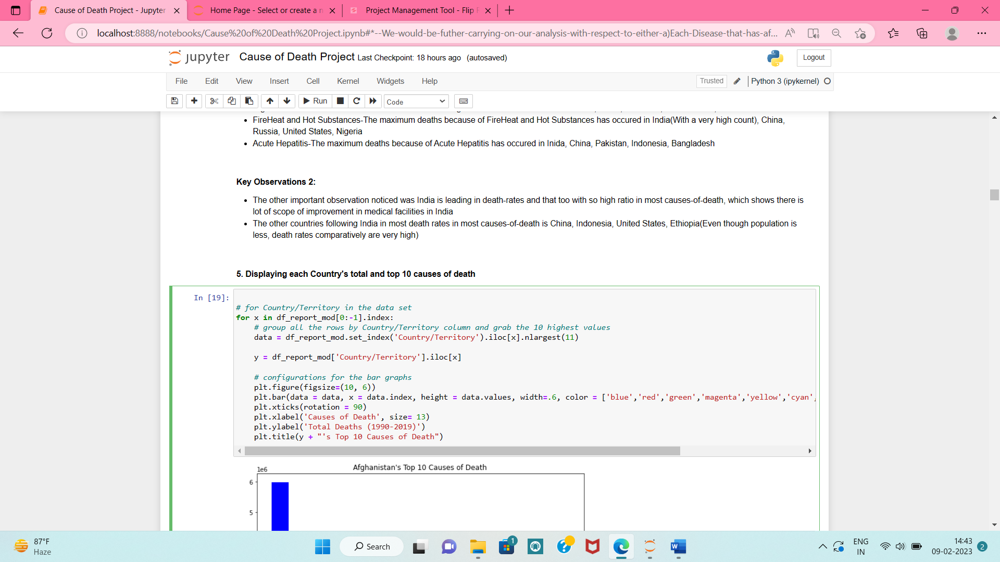 Cause of Death Project - Jupyter
Home Page - Select or create a n
Project Management Tool - Flip F
localhost:8888/notebooks/Cause%20of%20Death%20Project.ipynb#*--We-would-be-futher-carrying-on-our-analysis-with-respect-to-either-a)Each-Disease-that-has-af...
jupyter Cause of Death Project Last Checkpoint: 18 hours ago (autosaved)
Logout
File Edit View Insert Cell Kernel Widgets Help
Trusted
Python 3 (ipykernel)
Run
Code
FireHeat and Hot Substances-The maximum deaths because of FireHeat and Hot Substances has occured in India(With a very high count), China,
Russia, United States, Nigeria
Acute Hepatitis-The maximum deaths because of Acute Hepatitis has occured in Inida, China, Pakistan, Indonesia, Bangladesh
Key Observations 2:
The other important observation noticed was India is leading in death-rates and that too with so high ratio in most causes-of-death, which shows there is
lot of scope of improvement in medical facilities in India
The other countries following India in most death rates in most causes-of-death is China, Indonesia, United States, Ethiopia(Even though population is
less, death rates comparatively are very high)
5. Displaying each Country's total and top 10 causes of death
In [19]:
# for Country/Territory in the data set
for x in df_report_mod[0:-1].index:
# group all the rows by Country/Territory column and grab the 10 highest values
data = df_report_mod.set_index('Country/Territory').iloc[x].nlargest(11)
y = df_report_mod['Country/Territory'].iloc[x]
# configurations for the bar graphs
plt.figure(figsize=(10, 6))
plt.bar(data = data, x = data.index, height = data.values, width=.6, color = ['blue','red','green','magenta','yellow','cyan',
plt.xticks(rotation = 90)
plt.xlabel('Causes of Death', size= 13)
plt.ylabel('Total Deaths (1990-2019)')
plt.title(y + "'s Top 10 Causes of Death")
Afghanistan's Top 10 Causes of Death
1e6
6
5
87°F
Haze
Search
1
ENG
IN
14:43
09-02-2023
2